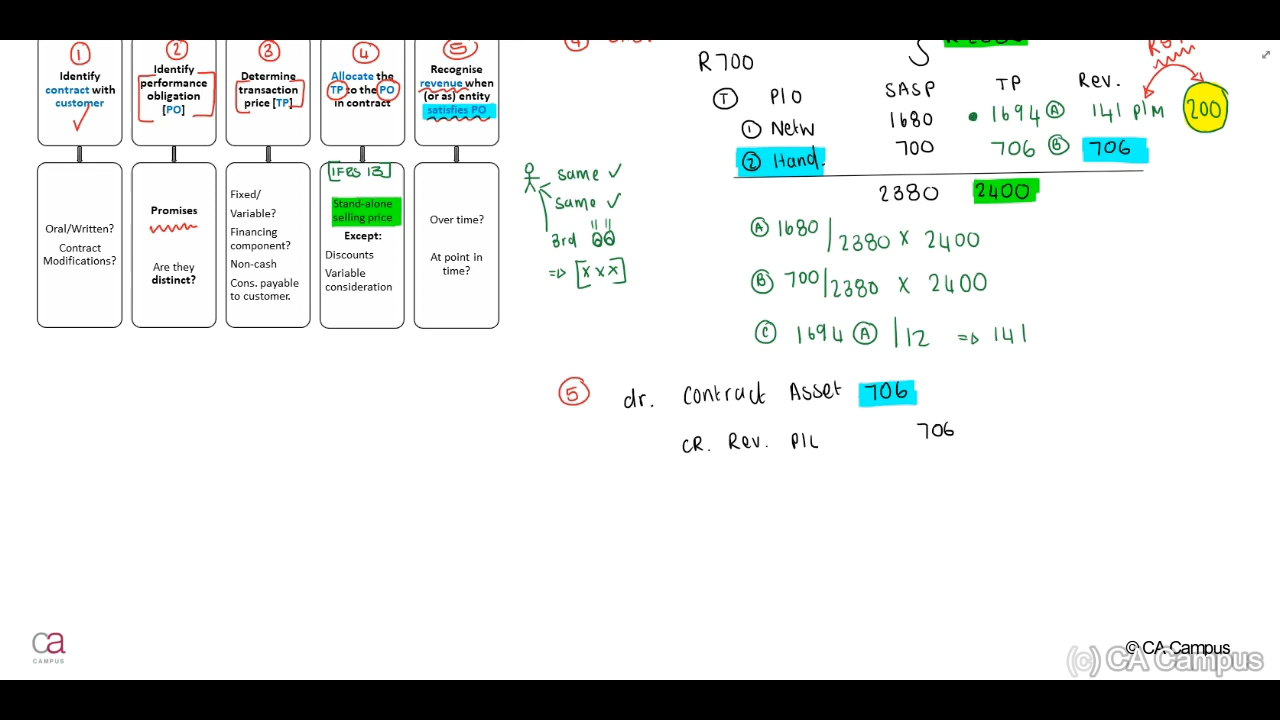 ①
Identify
contract with
customer
②
Identify
performance
obligation
[PO]
③
Determine
transaction
price [TP]
④
Allocate the
TP to the PO
in contract
⑤
Recognise
revenue when
(or as) entity
satisfies PO
Oral/Written?
Contract
Modifications?
Promises
Are they
distinct?
Fixed/
Variable?
Financing
component?
Non-cash
Cons. payable
to customer.
[IFRS 13]
Stand-alone
selling price
Except:
Discounts
Variable
consideration
Over time?
At point in
time?
same ✓
same ✓
3rd
=> [x x x]
④
R700
① P/O SASP TP Rev.
① Netw 1680 • 1694 Ⓐ 141 P/M 200
② Hand. 700 706 Ⓑ 706
2380 2400
Ⓐ 1680/2380 x 2400
Ⓑ 700/2380 x 2400
Ⓒ 1694 Ⓐ /12 => 141
⑤ dr. Contract Asset 706
CR. Rev. P/L 706
ca
CAMPUS
© CA Campus
(c) CA Campus